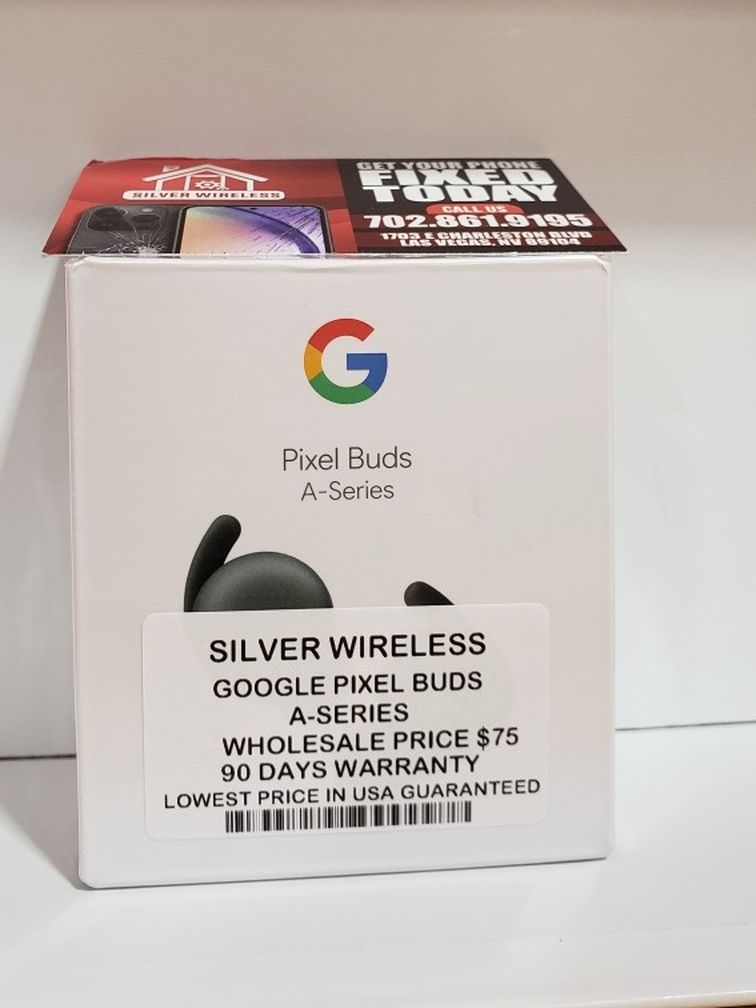 SILVER WIRELESS
GET YOUR PHONE
FIXED
TODAY
CALL US
702.861.9195
1703 E CHARLESTON BLVD
LAS VEGAS, NV 89104
G
Pixel Buds
A-Series
SILVER WIRELESS
GOOGLE PIXEL BUDS
A-SERIES
WHOLESALE PRICE $75
90 DAYS WARRANTY
LOWEST PRICE IN USA GUARANTEED